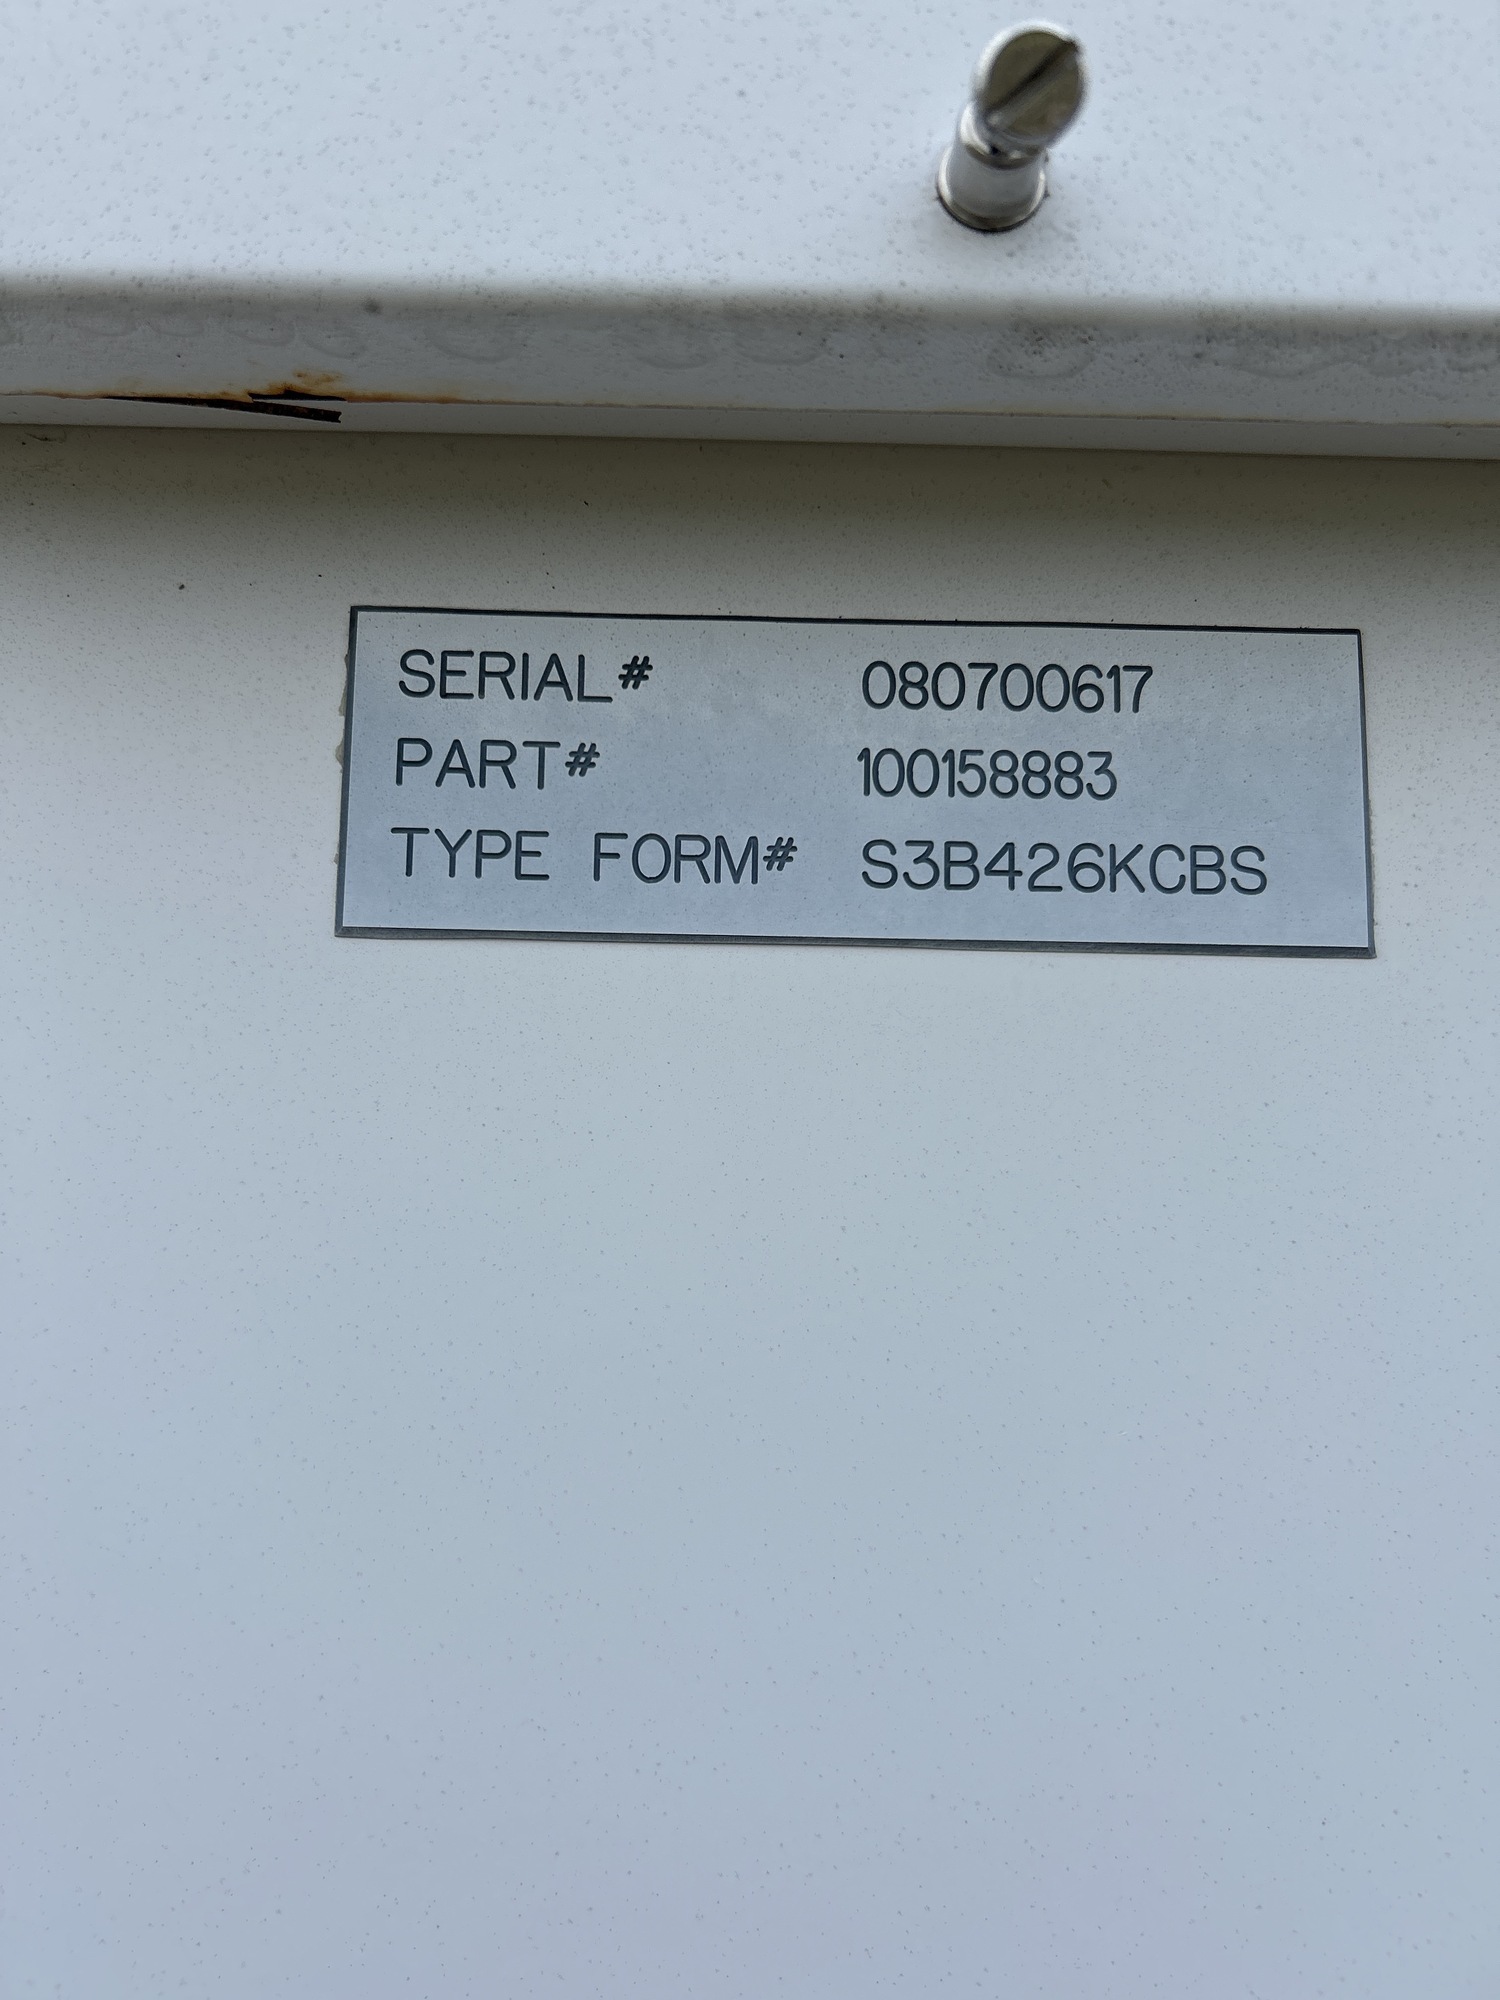 SERIAL# 080700617
PART# 100158883
TYPE FORM# S3B426KCBS